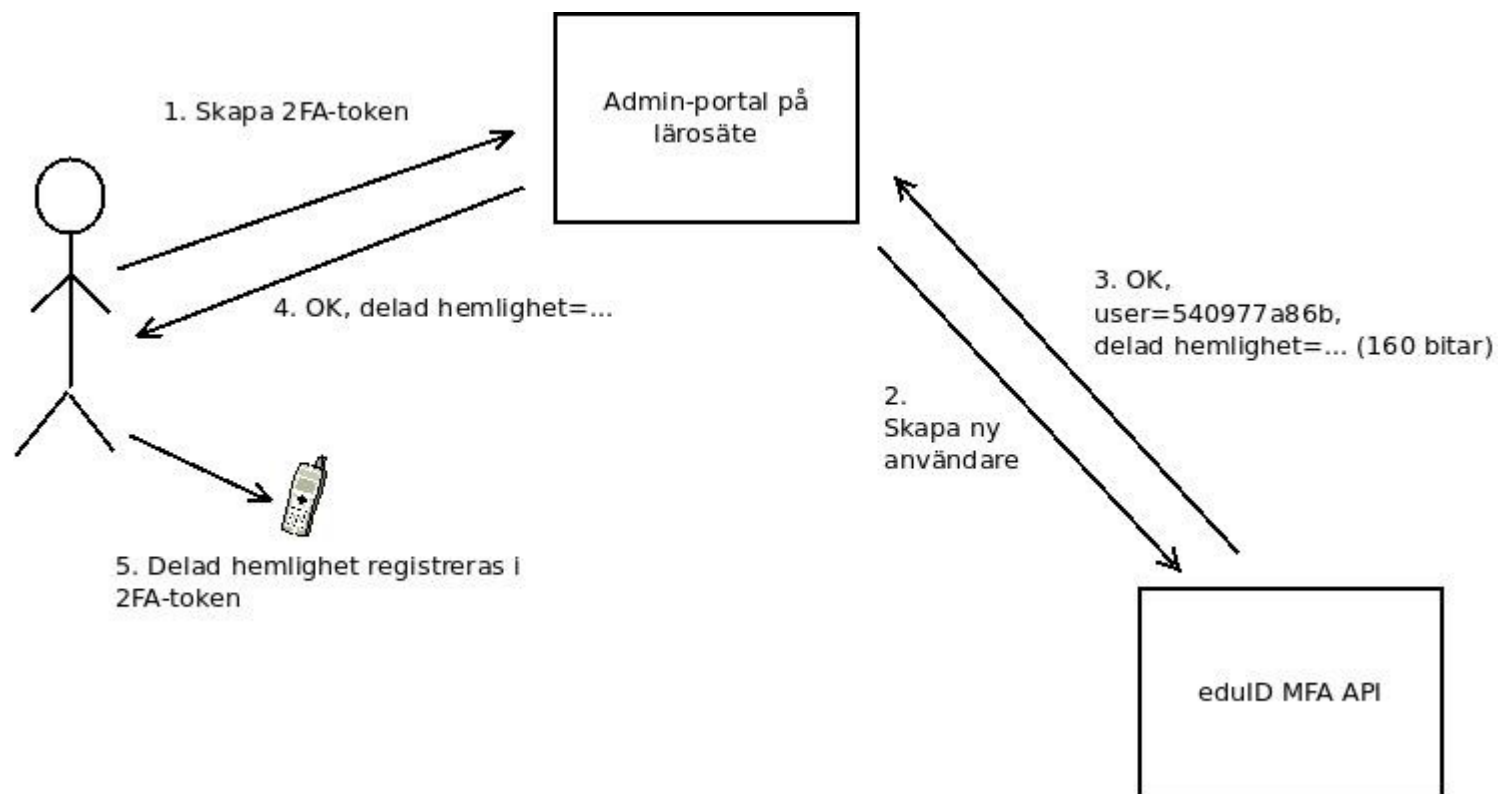 1. Skapa 2FA-token
Admin-portal på
lärosäte
2.
Skapa ny
användare
3. OK,
user=540977a86b,
delad hemlighet=... (160 bitar)
4. OK, delad hemlighet=...
5. Delad hemlighet registreras i
2FA-token
eduID MFA API